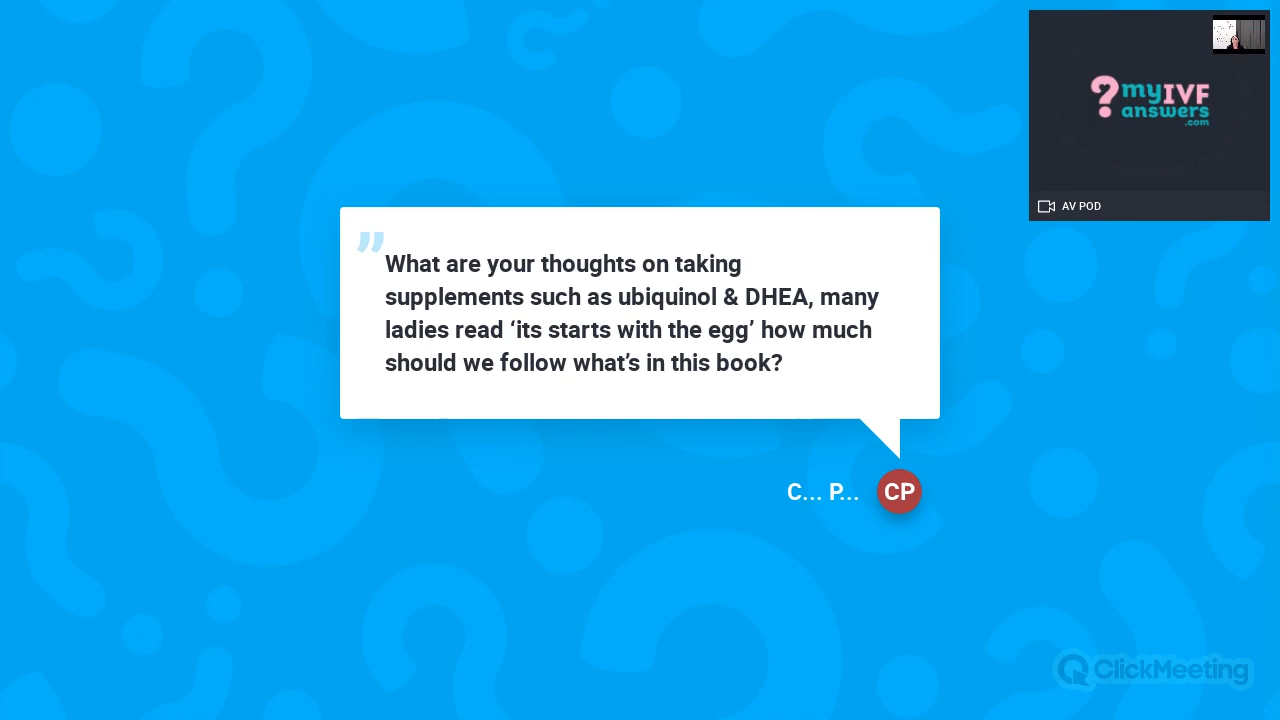 ?myIVF
answers
.com
AV POD
”
What are your thoughts on taking
supplements such as ubiquinol & DHEA, many
ladies read ‘its starts with the egg’ how much
should we follow what’s in this book?
C... P... CP
ClickMeeting